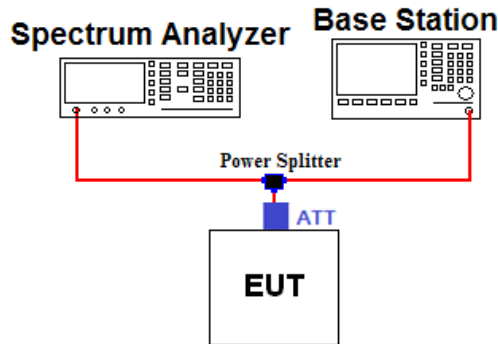 Spectrum Analyzer
Base Station
Power Splitter
ATT
EUT